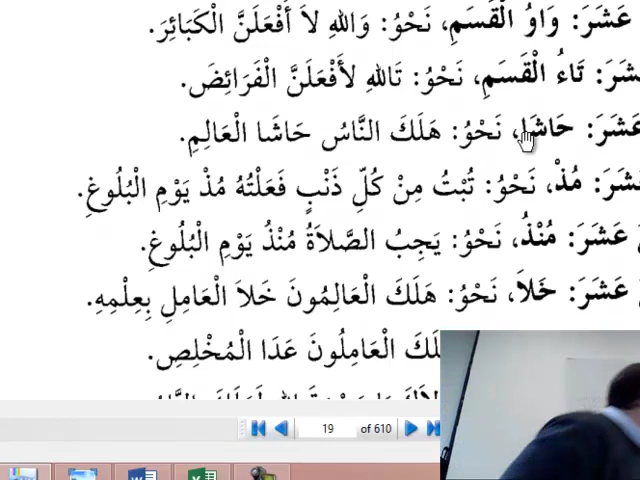 عَشَرَ: وَاوُ الْقَسَمِ، نَحْوُ: وَاللهِ لاَ أَفْعَلَنَّ الْكَبَائِرَ.
عَشَرَ: تَاءُ الْقَسَمِ، نَحْوُ: تَاللهِ لأَفْعَلَنَّ الْفَرَائِضَ.
عَشَرَ: حَاشَا، نَحْوُ: هَلَكَ النَّاسُ حَاشَا الْعَالِمِ.
عَشَرَ: مُذْ، نَحْوُ: تُبْتُ مِنْ كُلِّ ذَنْبٍ فَعَلْتُهُ مُذْ يَوْمِ الْبُلُوغِ.
عَشَرَ: مُنْذُ، نَحْوُ: يَجِبُ الصَّلاَةُ مُنْذُ يَوْمِ الْبُلُوغِ.
عَشَرَ: خَلاَ، نَحْوُ: هَلَكَ الْعَالِمُونَ خَلاَ الْعَامِلِ بِعِلْمِهِ.
الْعَامِلُونَ عَدَا الْمُخْلِصِ.
19 of 610